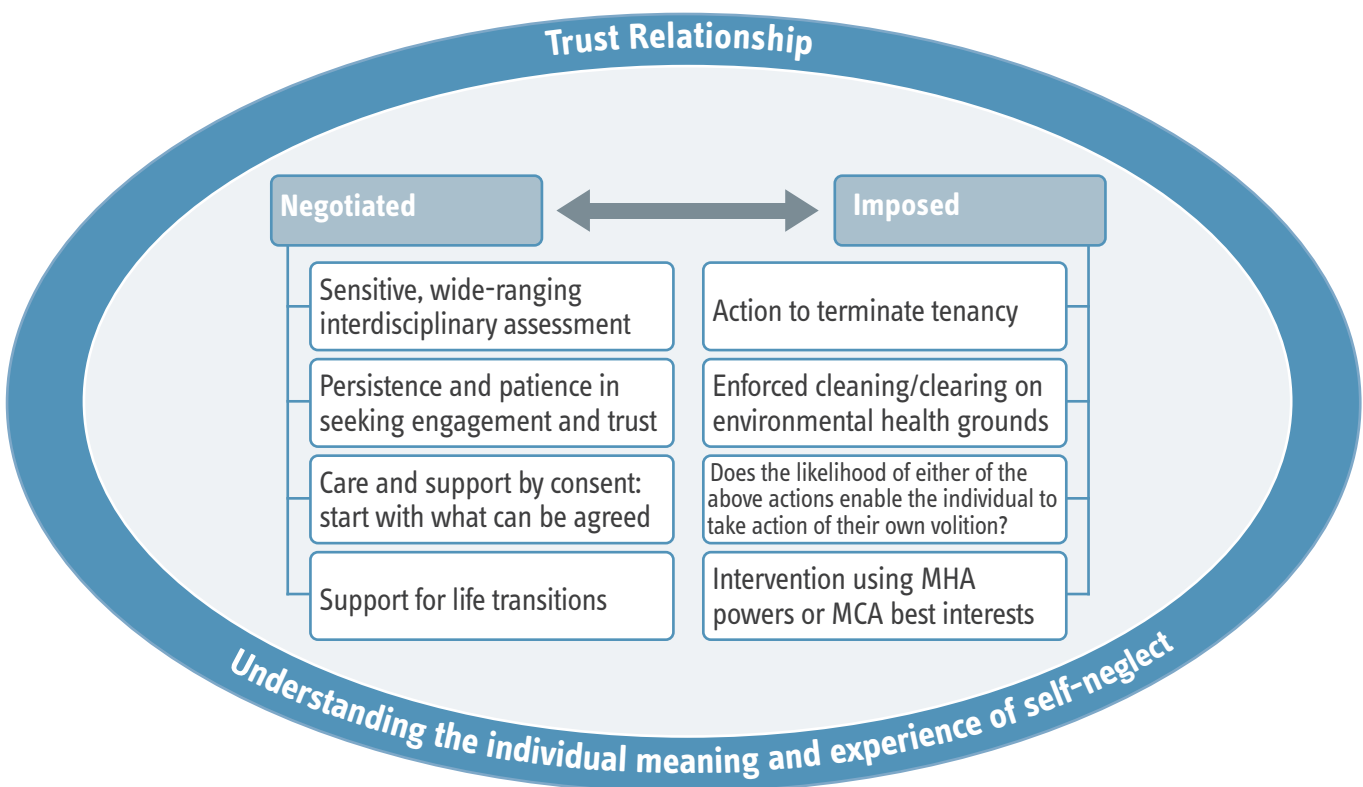 Trust Relationship
Negotiated
Imposed
Sensitive, wide-ranging
interdisciplinary assessment
Persistence and patience in
seeking engagement and trust
Care and support by consent:
start with what can be agreed
Support for life transitions
Action to terminate tenancy
Enforced cleaning/clearing on
environmental health grounds
Does the likelihood of either of the
above actions enable the individual to
take action of their own volition?
Intervention using MHA
powers or MCA best interests
Understanding the individual meaning and experience of self-neglect